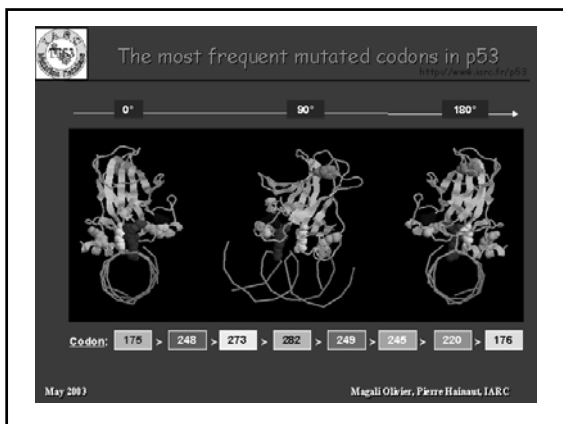 The most frequent mutated codons in p53
http://www.iarc.fr/p53
0° 90° 180°
Codon: 175 > 248 > 273 > 282 > 249 > 245 > 220 > 176
May 2003 Magali Olivier, Pierre Hainaut, IARC